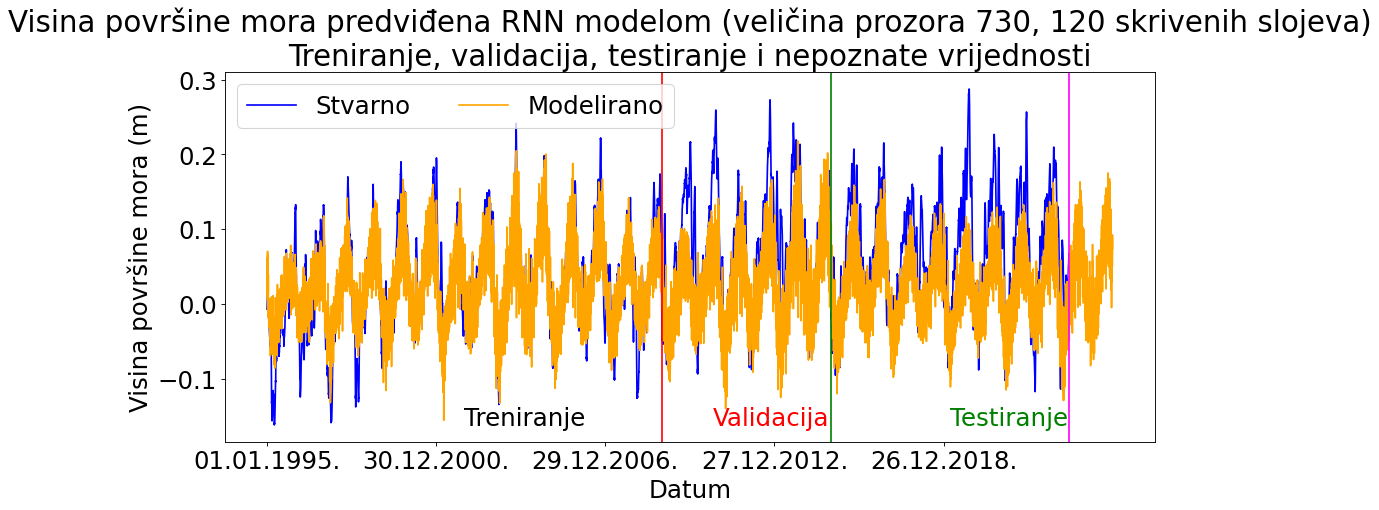 Visina površine mora predviđena RNN modelom (veličina prozora 730, 120 skrivenih slojeva)
Treniranje, validacija, testiranje i nepoznate vrijednosti
Stvarno Modelirano
Visina površine mora (m)
0.3
0.2
0.1
0.0
−0.1
Treniranje Validacija Testiranje
01.01.1995. 30.12.2000. 29.12.2006. 27.12.2012. 26.12.2018.
Datum